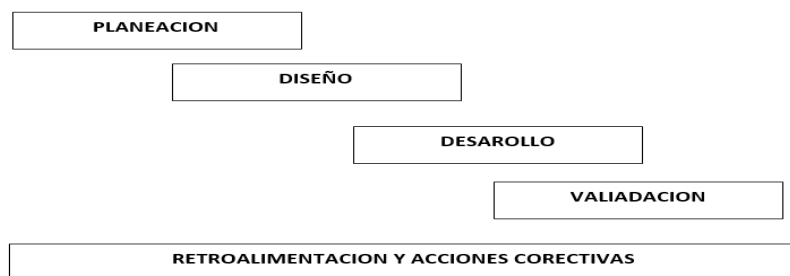 PLANEACION
DISEÑO
DESAROLLO
VALIADACION
RETROALIMENTACION Y ACCIONES CORECTIVAS